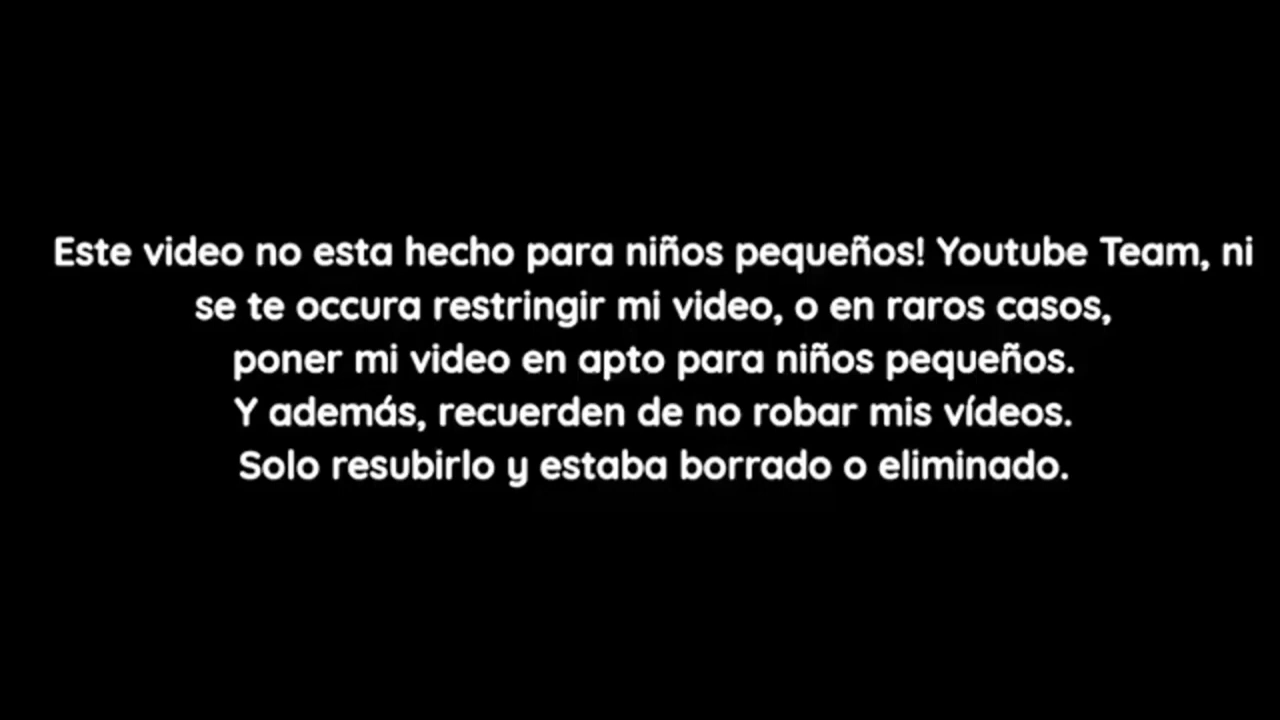 Este video no esta hecho para niños pequeños! Youtube Team, ni
se te occura restringir mi video, o en raros casos,
poner mi video en apto para niños pequeños.
Y además, recuerden de no robar mis vídeos.
Solo resubirlo y estaba borrado o eliminado.